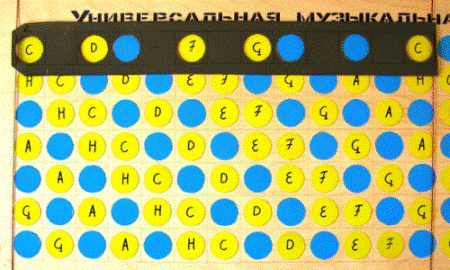 УНИВЕРСАЛЬНАЯ МУЗЫКАЛЬНА
C D F G C
H C D E F G A H
H C D E F G A
A H C D E F G A
A H C D E F G
G A H C D E F G
G A H C D E F